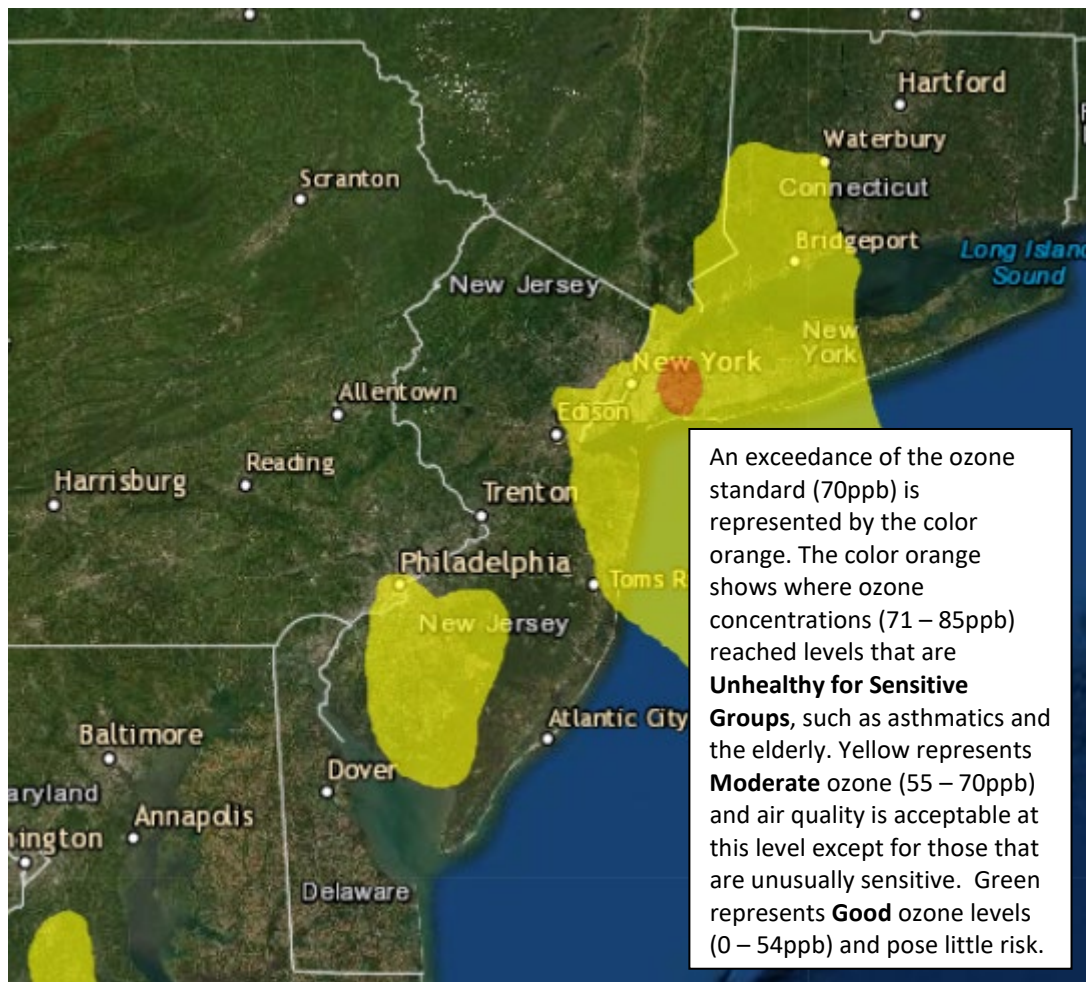 Hartford
Waterbury
Connecticut
Scranton
Bridgeport
Long Island
Sound
New Jersey
New
York
New York
Allentown
Edison
Reading
Harrisburg
Trenton
Philadelphia
Toms R
New Jersey
Atlantic City
Baltimore
Dover
aryland
Annapolis
hington
Delaware
An exceedance of the ozone
standard (70ppb) is
represented by the color
orange. The color orange
shows where ozone
concentrations (71 – 85ppb)
reached levels that are
Unhealthy for Sensitive
Groups, such as asthmatics and
the elderly. Yellow represents
Moderate ozone (55 – 70ppb)
and air quality is acceptable at
this level except for those that
are unusually sensitive.  Green
represents Good ozone levels
(0 – 54ppb) and pose little risk.